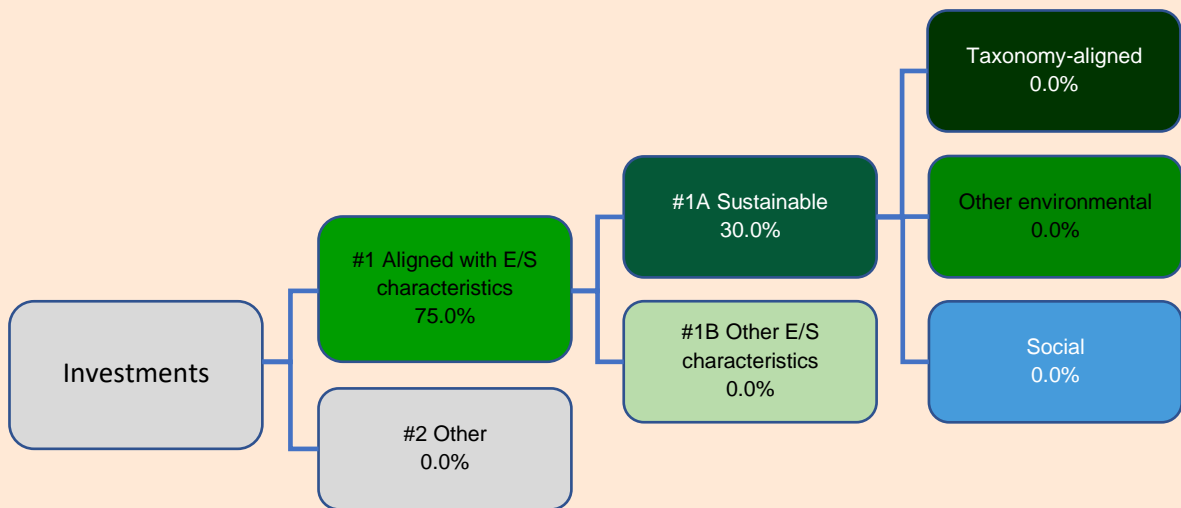 Investments
#1 Aligned with E/S
characteristics
75.0%
#2 Other
0.0%
#1A Sustainable
30.0%
#1B Other E/S
characteristics
0.0%
Taxonomy-aligned
0.0%
Other environmental
0.0%
Social
0.0%